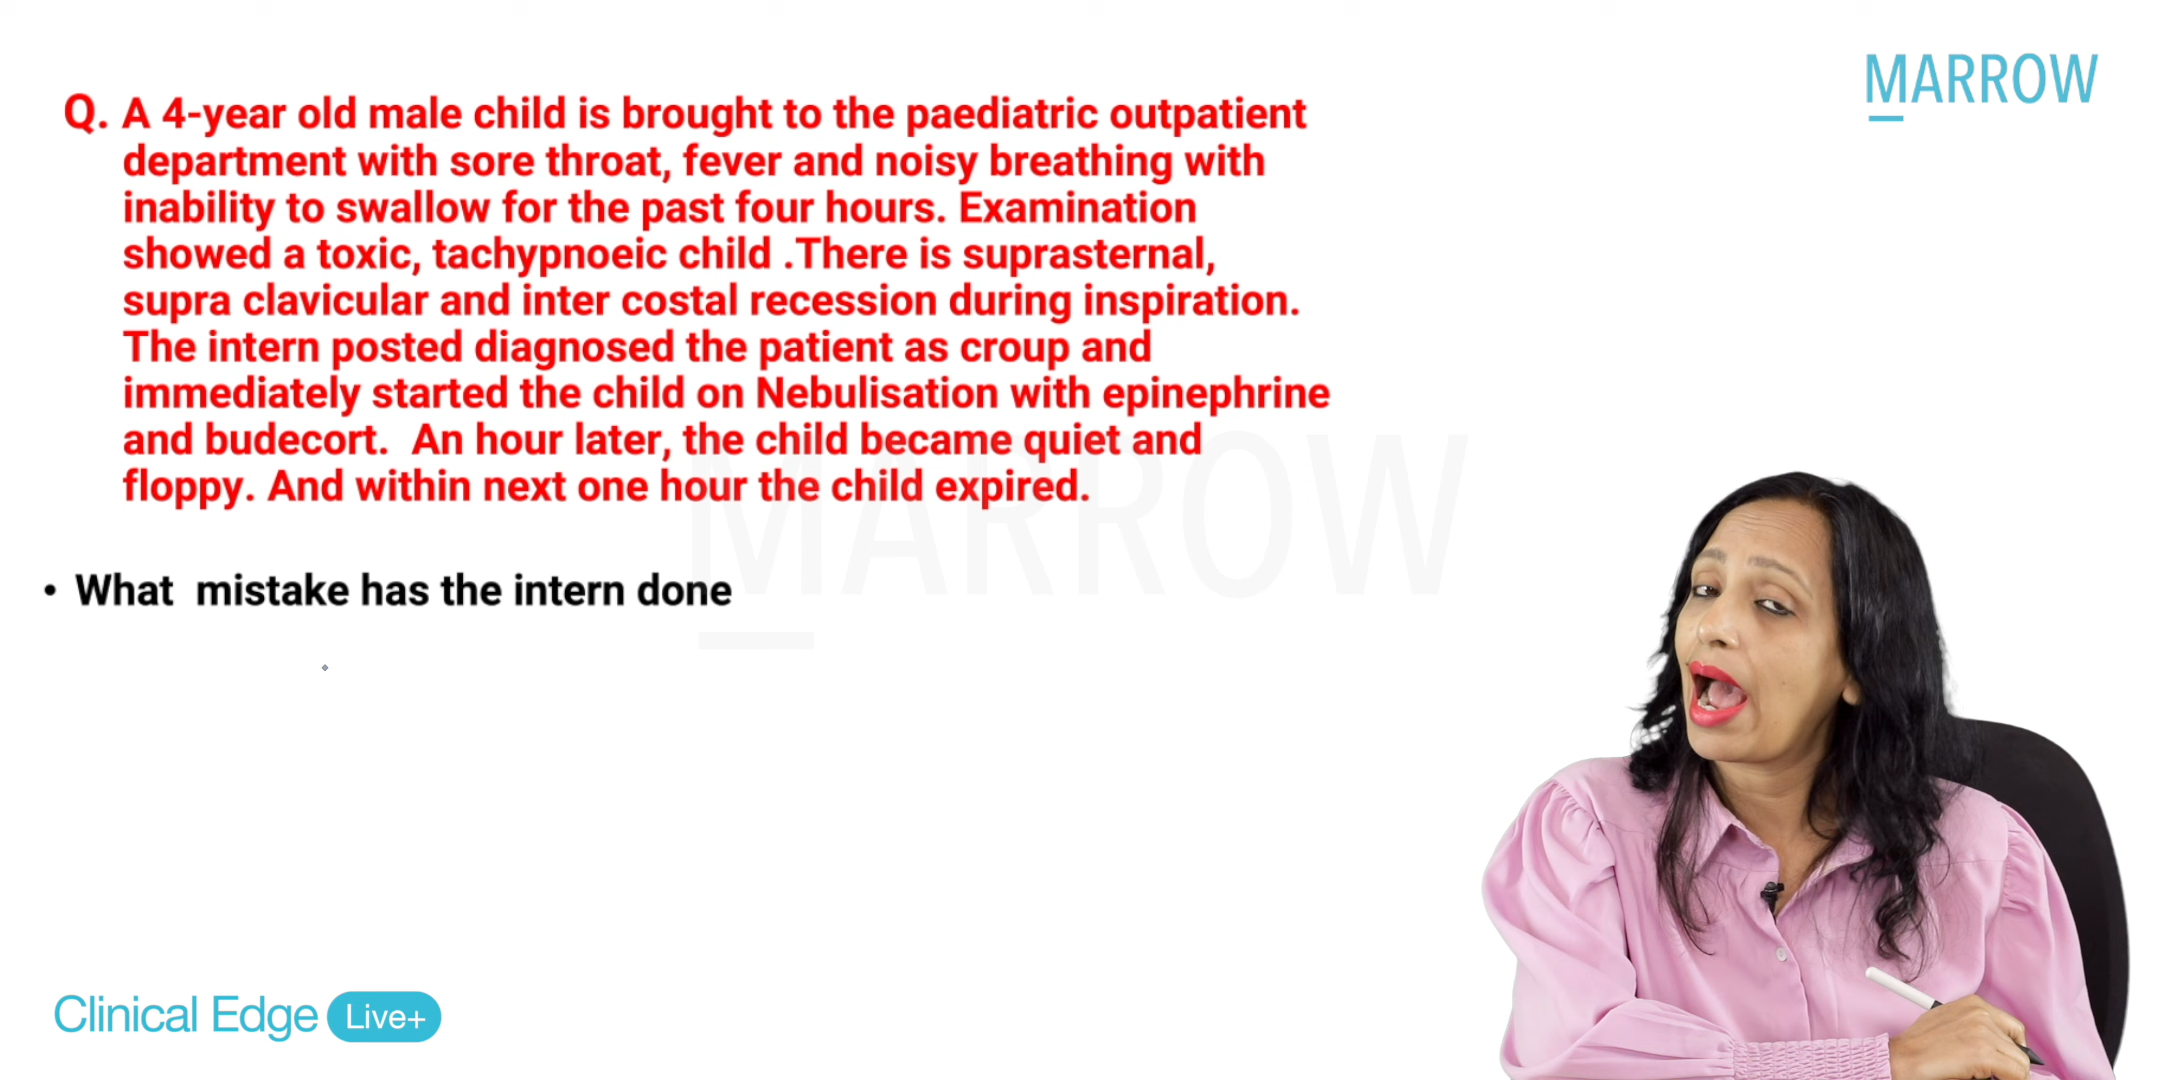 MARROW
Q. A 4-year old male child is brought to the paediatric outpatient
department with sore throat, fever and noisy breathing with
inability to swallow for the past four hours. Examination
showed a toxic, tachypnoeic child .There is suprasternal,
supra clavicular and inter costal recession during inspiration.
The intern posted diagnosed the patient as croup and
immediately started the child on Nebulisation with epinephrine
and budecort. An hour later, the child became quiet and
floppy. And within next one hour the child expired.
MARROW
• What mistake has the intern done
Clinical Edge Live+